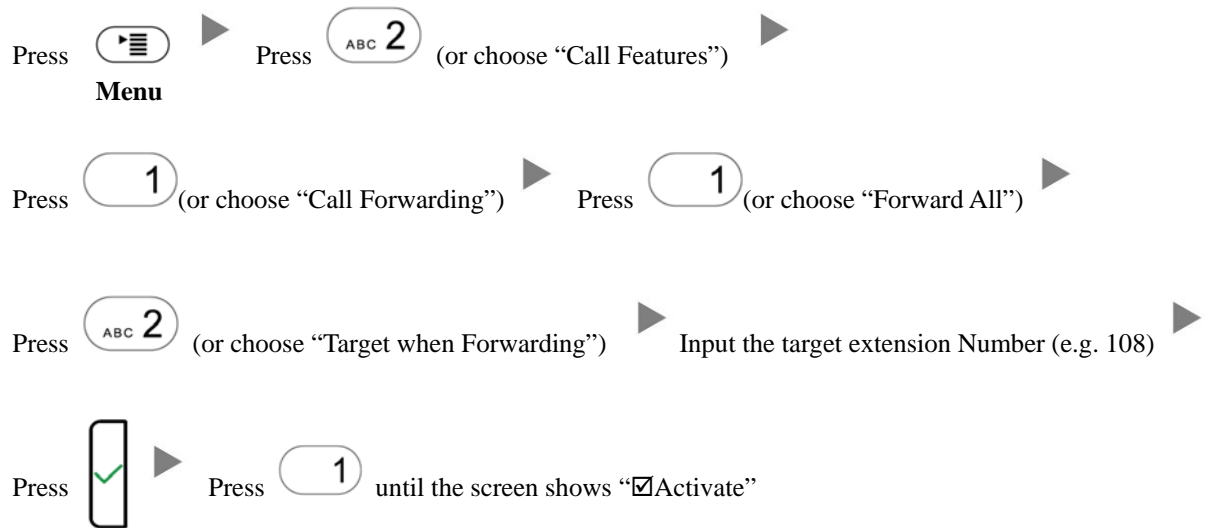 Press Press ABC 2 (or choose “Call Features”)
Menu
Press 1 (or choose “Call Forwarding”) Press 1 (or choose “Forward All”)
Press ABC 2 (or choose “Target when Forwarding”) Input the target extension Number (e.g. 108)
Press Press 1 until the screen shows “☑Activate”